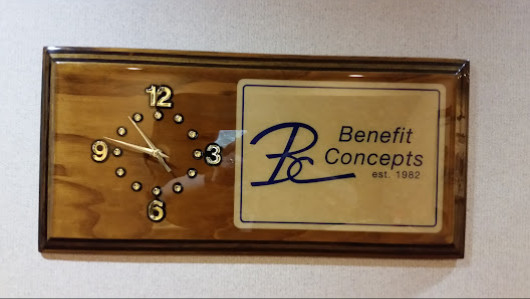 12
9
3
6
Bc
Benefit
Concepts
est. 1982